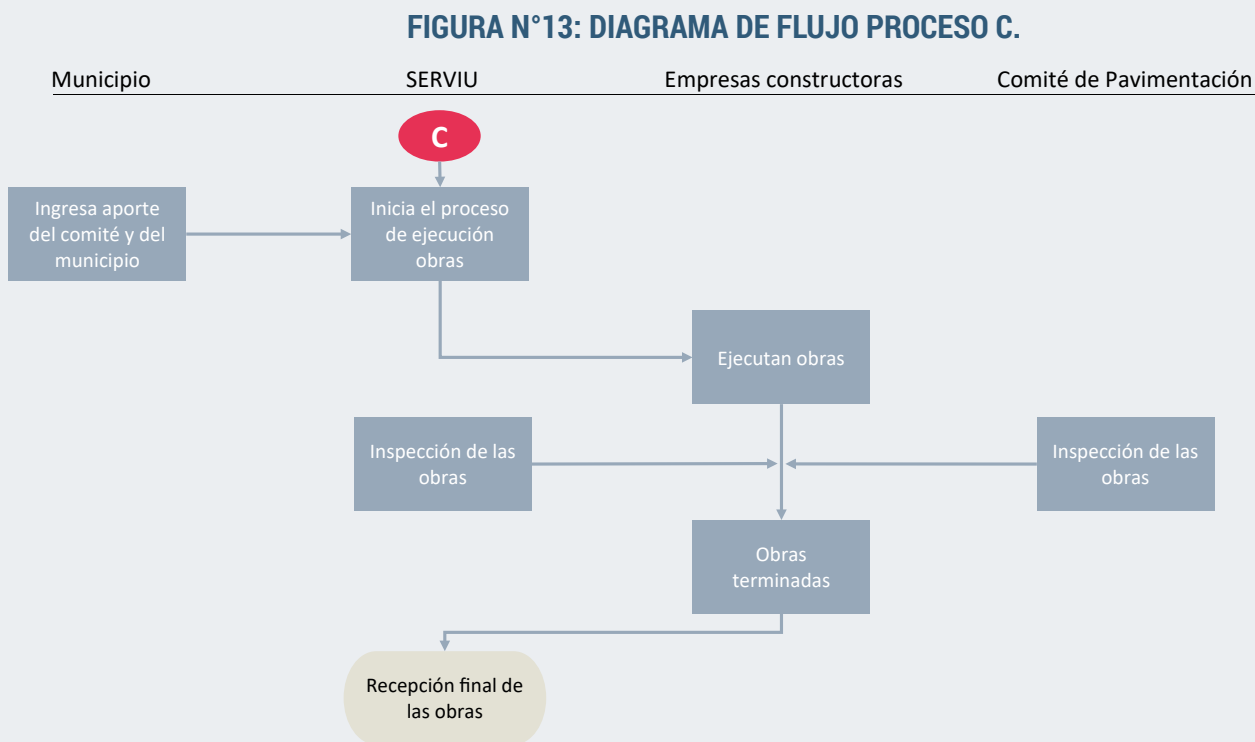 FIGURA N°13: DIAGRAMA DE FLUJO PROCESO C.
Municipio
SERVIU
Empresas constructoras
Comité de Pavimentación
C
Ingresa aporte
del comité y del
municipio
Inicia el proceso
de ejecución
obras
Ejecutan obras
Inspección de las
obras
Inspección de las
obras
Obras
terminadas
Recepción final de
las obras